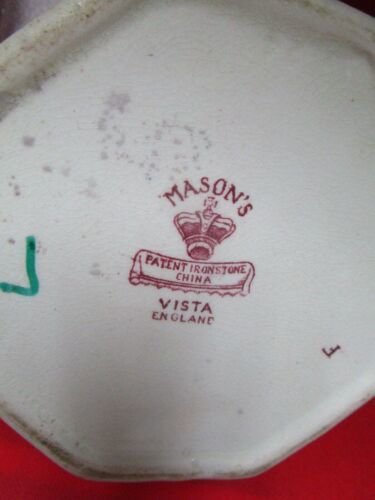 MASON'S
PATENT IRONSTONE
CHINA
VISTA
ENGLAND
F